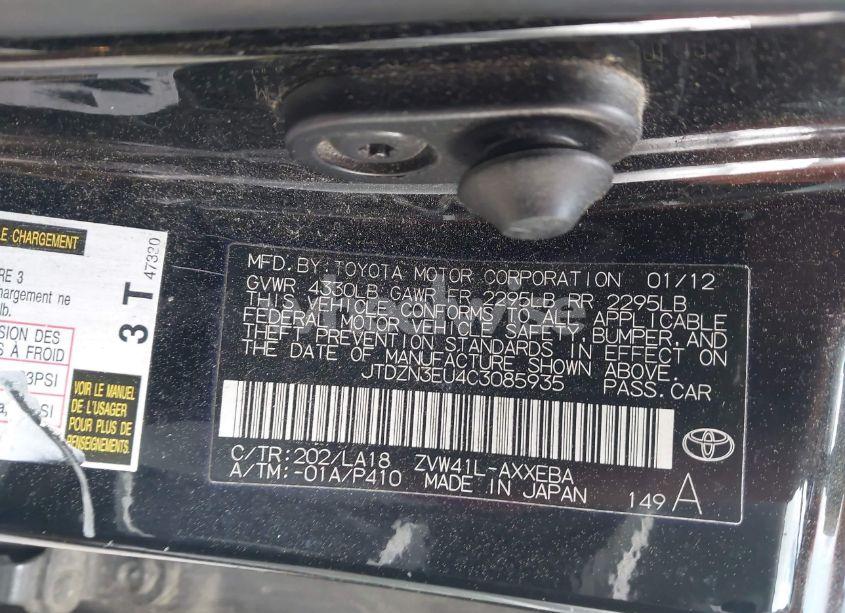 LE CHARGEMENT
RE 3
chargement ne
lb.
SION DES
S À FROID
3PSI
a,
SI
VOIR LE MANUEL
DE L'USAGER
POUR PLUS DE
RENSEIGNEMENTS
3 T
47330
MFD. BY: TOYOTA MOTOR CORPORATION 01/12
GVWR 4330LB GAWR FR 2295LB RR 2295LB
THIS VEHICLE CONFORMS TO ALL APPLICABLE
FEDERAL MOTOR VEHICLE SAFETY, BUMPER, AND
THEFT PREVENTION STANDARDS IN EFFECT ON
THE DATE OF MANUFACTURE SHOWN ABOVE.
JTDZN3EU4C3085935 PASS. CAR
C/TR: 202/LA18 ZVW41L-AXXEBA
A/TM: -01A/P410 MADE IN JAPAN
149 A